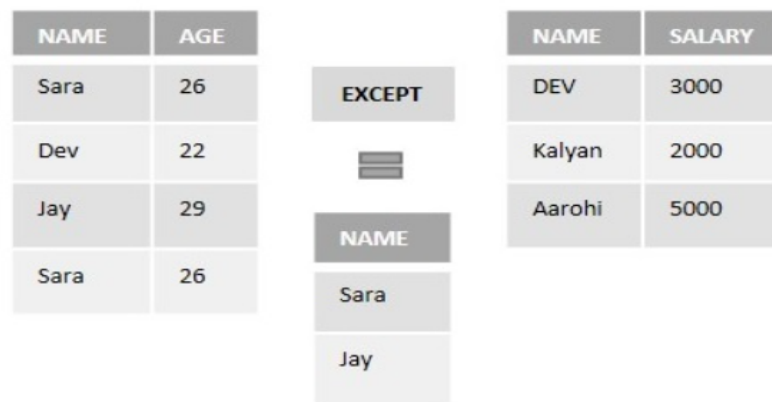 NAME AGE
Sara 26
Dev 22
Jay 29
Sara 26
EXCEPT
NAME
Sara
Jay
NAME SALARY
DEV 3000
Kalyan 2000
Aarohi 5000